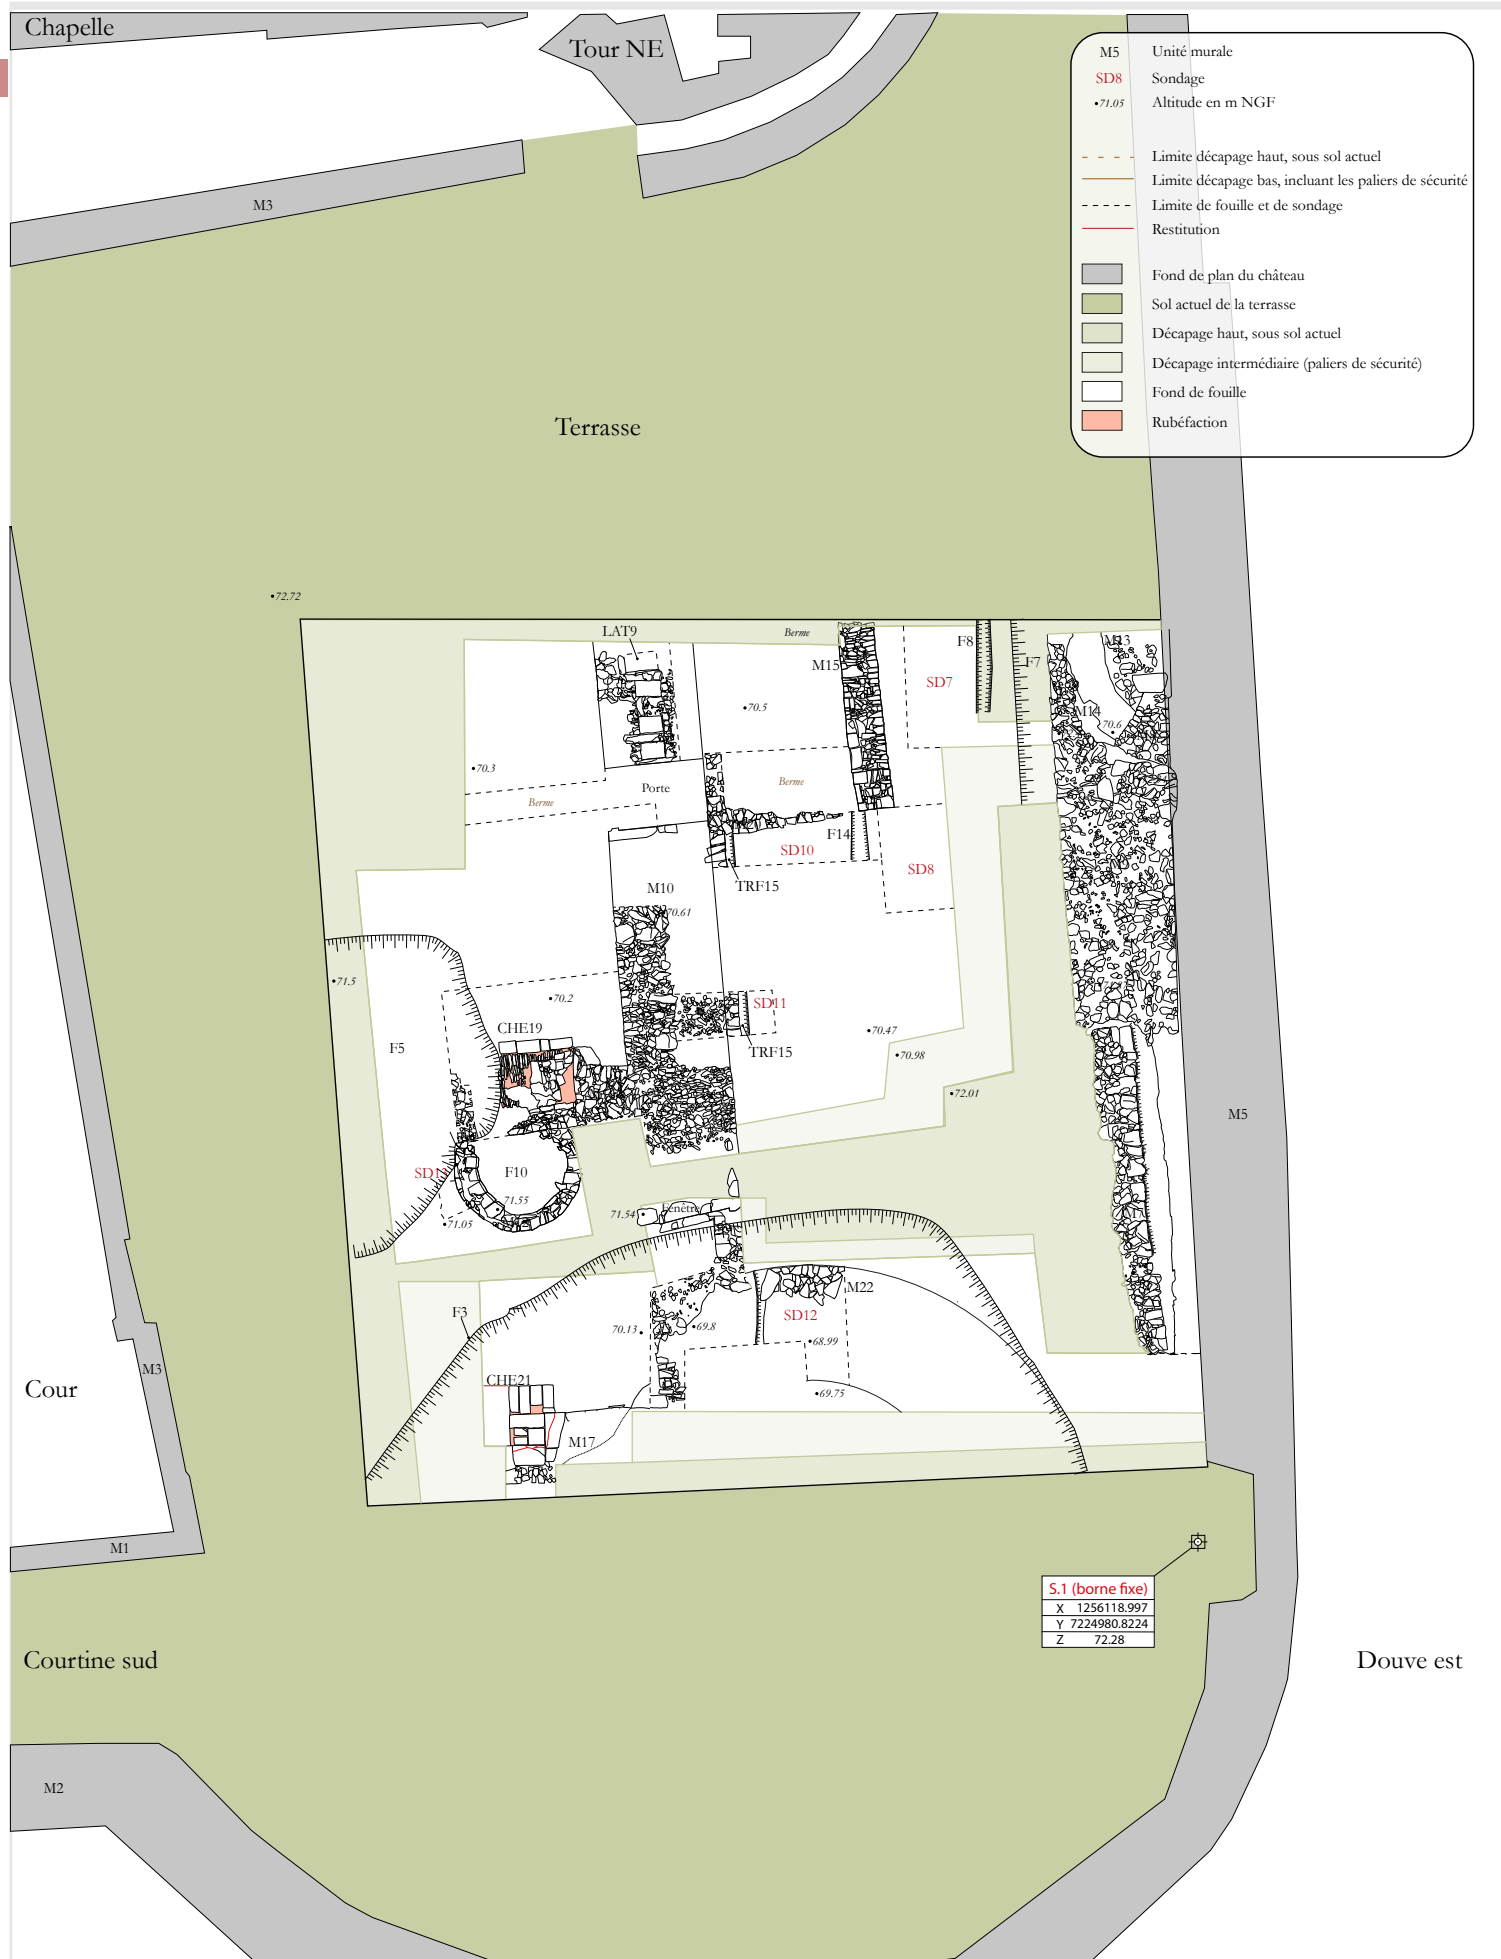 Chapelle
Tour NE
M5 Unité murale
SD8 Sondage
•71.05 Altitude en m NGF
Limite décapage haut, sous sol actuel
Limite décapage bas, incluant les paliers de sécurité
Limite de fouille et de sondage
Restitution
Fond de plan du château
Sol actuel de la terrasse
Décapage haut, sous sol actuel
Décapage intermédiaire (paliers de sécurité)
Fond de fouille
Rubéfaction
M3
Terrasse
•72.72
LAT9
Berme
F8
M13
M15
F7
SD7
•70.5
M14
70.6
•70.3
Porte
Berme
Berme
F14
SD10
SD8
TRF15
M10
70.61
•71.5
•70.2
SD11
CHE19
•70.47
F5
TRF15
•70.98
•72.01
M5
SD13
F10
71.55
71.54•
Fenêtre
•71.05
M22
F3
SD12
70.13•
•69.8
•68.99
M3
CHE21
Cour
•69.75
M17
M1
S.1 (borne fixe)
X 1256118.997
Y 7224980.8224
Z 72.28
Courtine sud
Douve est
M2